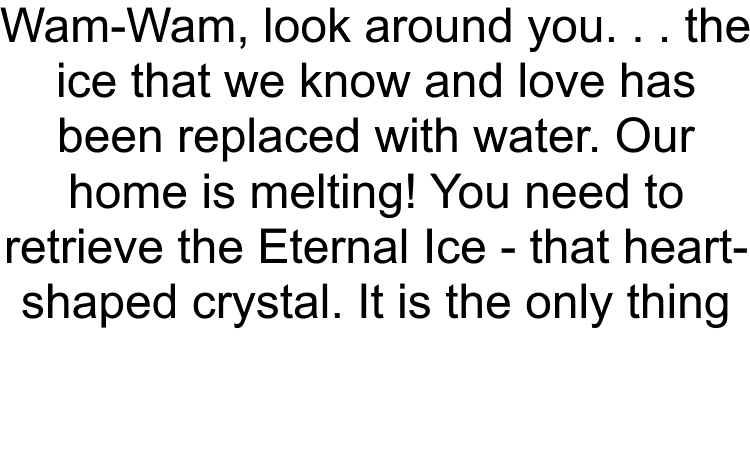 Wam-Wam, look around you. . . the
ice that we know and love has
been replaced with water. Our
home is melting! You need to
retrieve the Eternal Ice - that heart-
shaped crystal. It is the only thing